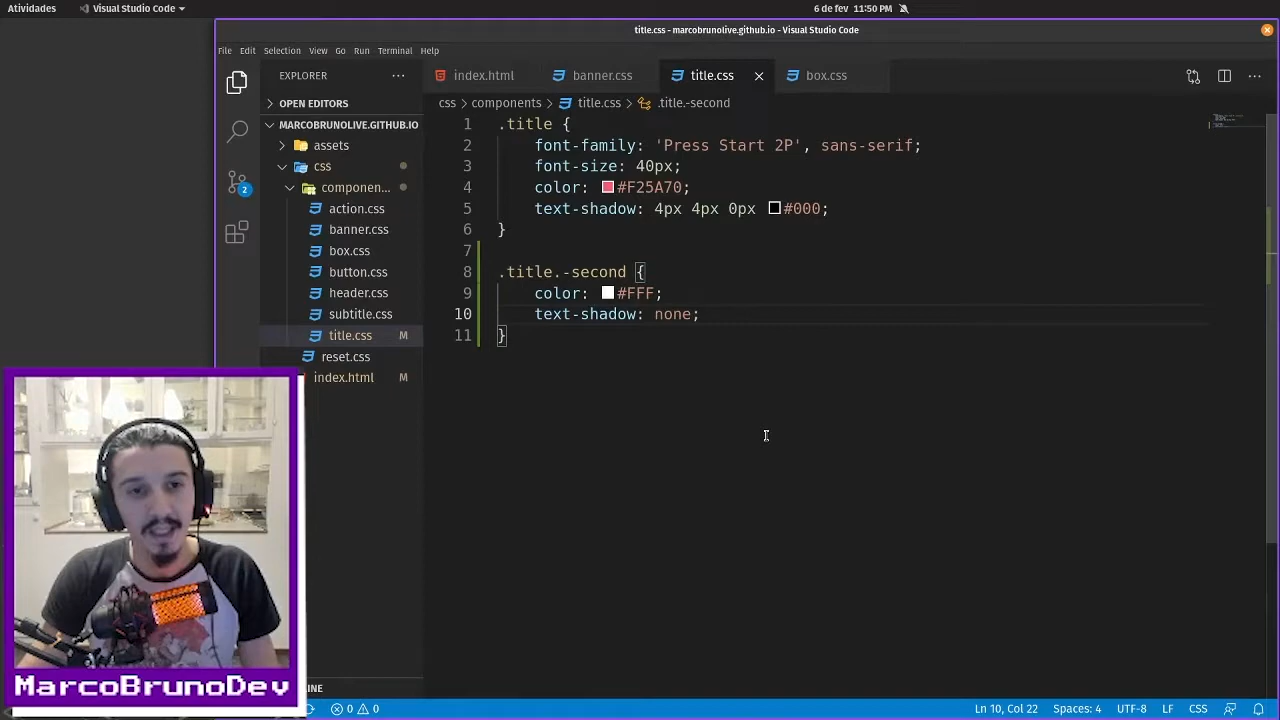 Atividades
Visual Studio Code
6 de fev 11:50 PM
title.css - marcobrunolive.github.io - Visual Studio Code
File Edit Selection View Go Run Terminal Help
EXPLORER
index.html
banner.css
title.css
box.css
OPEN EDITORS
css
components
title.css
.title.-second
MARCOBRUNOLIVE.GITHUB.IO
assets
css
componen...
action.css
banner.css
box.css
button.css
header.css
subtitle.css
title.css M
reset.css
index.html M
2
1 .title {
2 font-family: 'Press Start 2P', sans-serif;
3 font-size: 40px;
4 color: #F25A70;
5 text-shadow: 4px 4px 0px #000;
6 }
7
8 .title.-second {
9 color: #FFF;
10 text-shadow: none;
11 }
MarcoBrunoDev
0 0
Ln 10, Col 22
Spaces: 4
UTF-8
LF
CSS